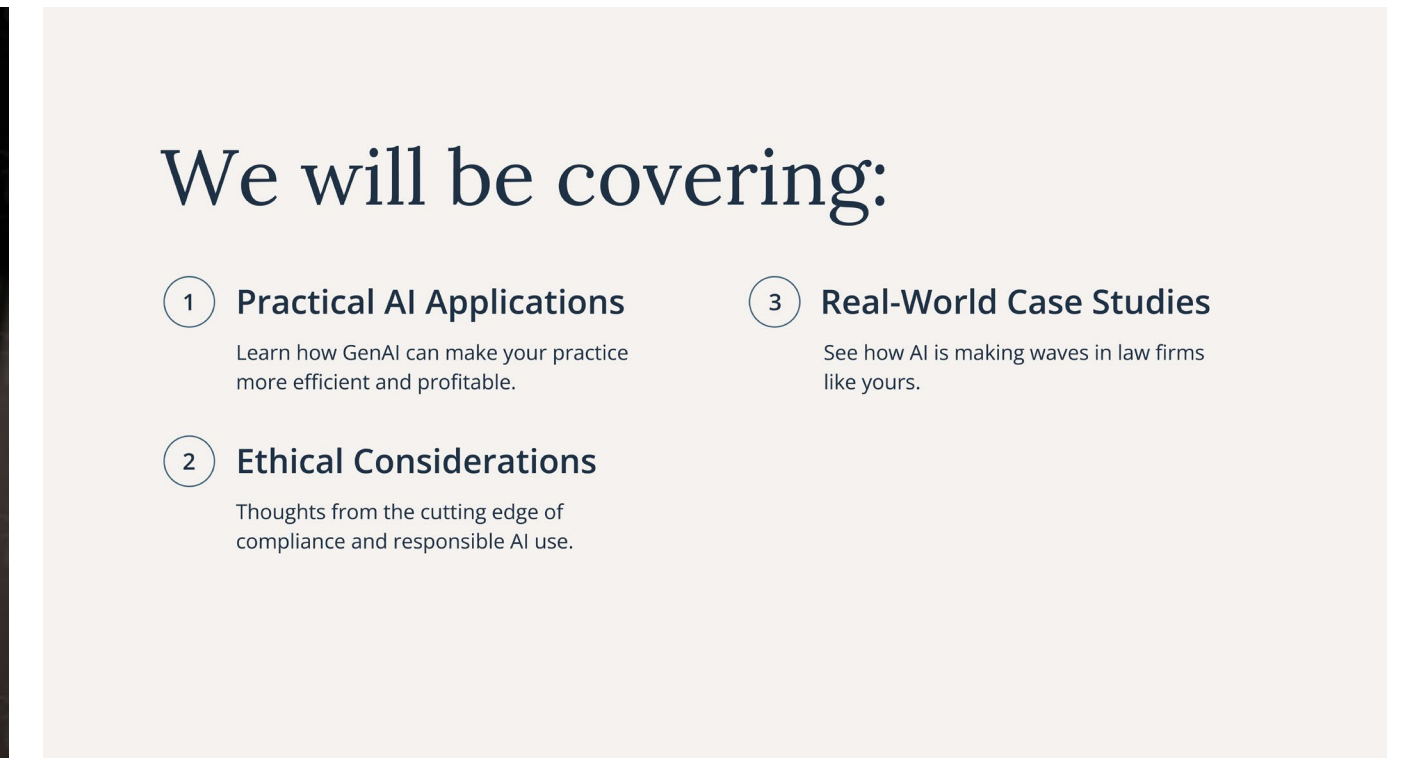 We will be covering:
1 Practical AI Applications
Learn how GenAI can make your practice
more efficient and profitable.
2 Ethical Considerations
Thoughts from the cutting edge of
compliance and responsible AI use.
3 Real-World Case Studies
See how AI is making waves in law firms
like yours.